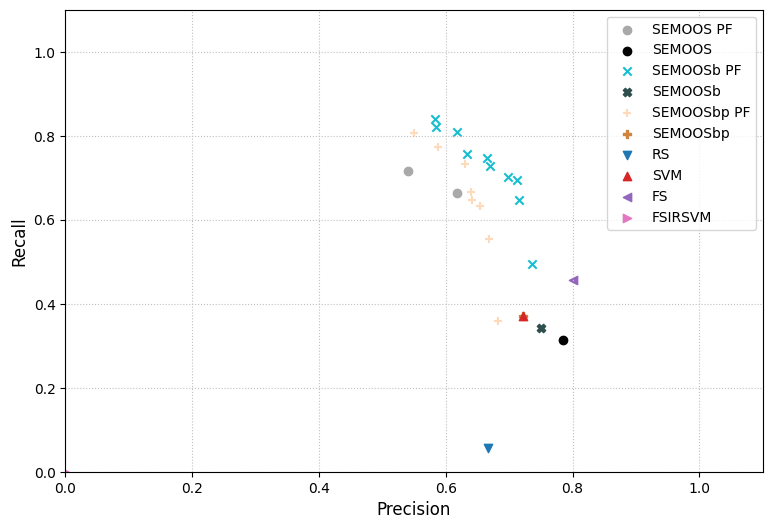 SEMOOS PF
SEMOOS
SEMOOSb PF
SEMOOSb
SEMOOSbp PF
SEMOOSbp
RS
SVM
FS
FSIRSVM
1.0
0.8
0.6
0.4
0.2
0.0
Recall
0.0 0.2 0.4 0.6 0.8 1.0
Precision